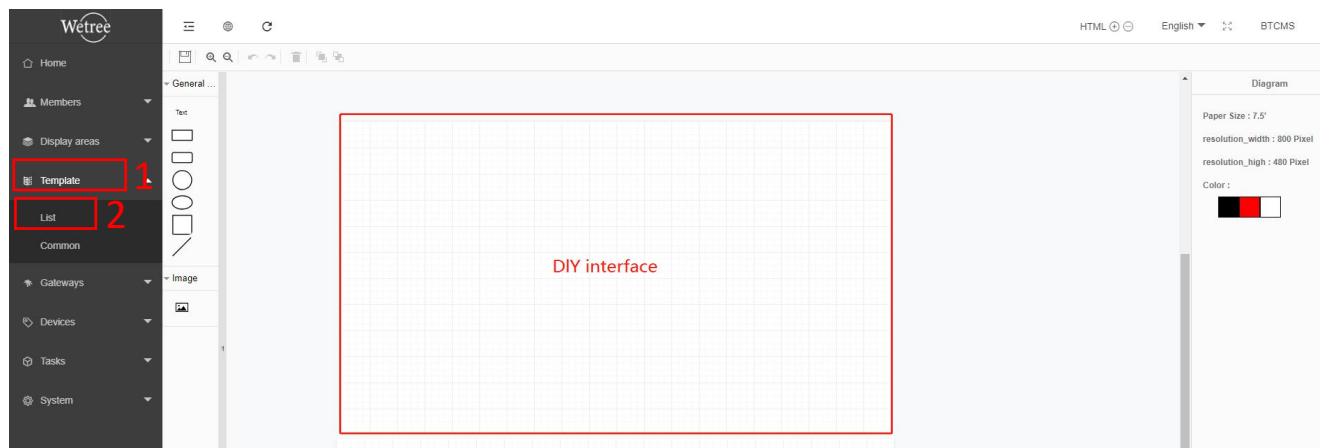 Wetree
HTML
English
BTCMS
Home
Members
Display areas
Template
1
List
2
Common
Gateways
Devices
Tasks
System
General ...
Text
Image
DIY interface
Diagram
Paper Size : 7.5'
resolution_width : 800 Pixel
resolution_high : 480 Pixel
Color :